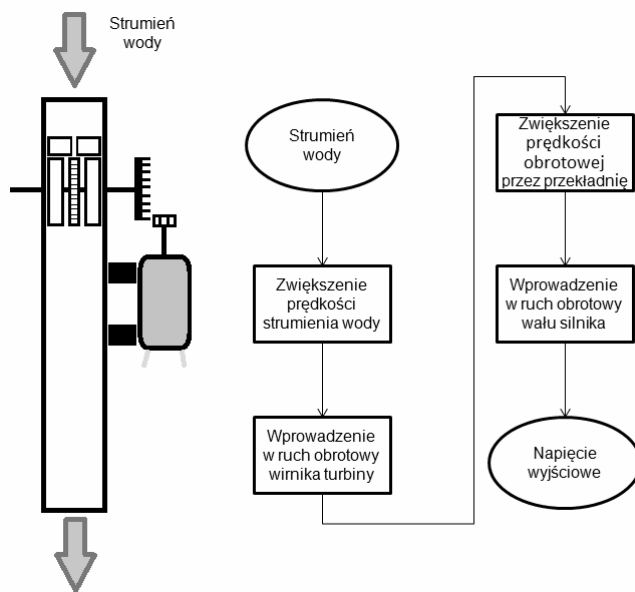 Strumień
wody
Strumień
wody
Zwiększenie
prędkości
strumienia wody
Wprowadzenie
w ruch obrotowy
wirnika turbiny
Zwiększenie
prędkości
obrotowej
przez przekładnię
Wprowadzenie
w ruch obrotowy
wału silnika
Napięcie
wyjściowe